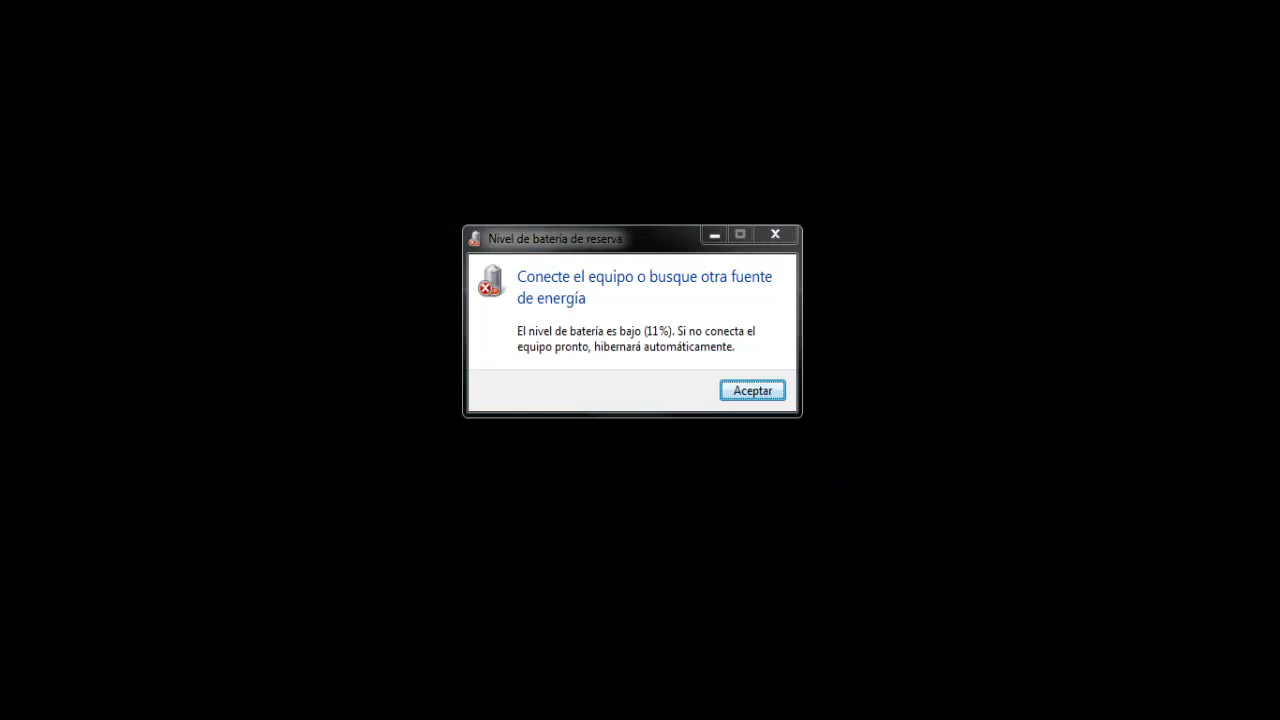 Nivel de batería de reserva
Conecte el equipo o busque otra fuente
de energía
El nivel de batería es bajo (11%). Si no conecta el
equipo pronto, hibernará automáticamente.
Aceptar